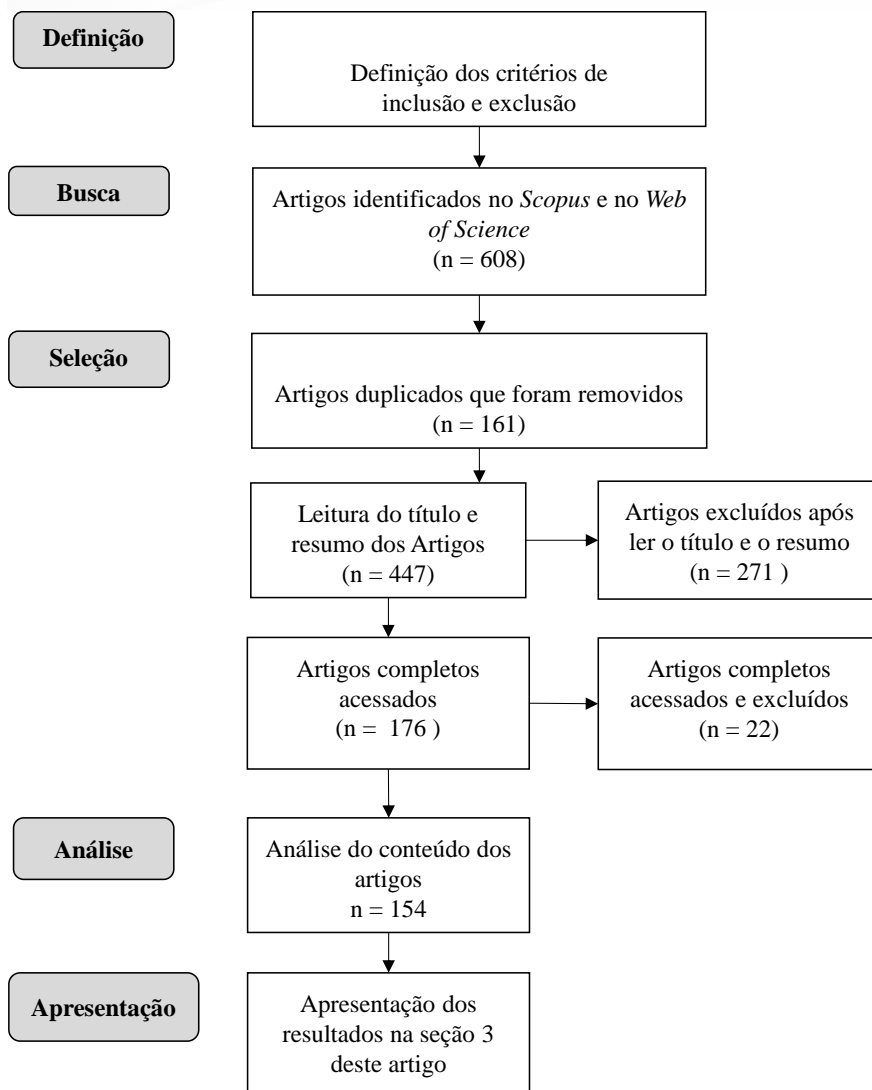 Definição
Definição dos critérios de
inclusão e exclusão
Busca
Artigos identificados no Scopus e no Web
of Science
(n = 608)
Seleção
Artigos duplicados que foram removidos
(n = 161)
Leitura do título e
resumo dos Artigos
(n = 447)
Artigos excluídos após
ler o título e o resumo
(n = 271 )
Artigos completos
acessados
(n =  176 )
Artigos completos
acessados e excluídos
(n = 22)
Análise
Análise do conteúdo dos
artigos
n = 154
Apresentação
Apresentação dos
resultados na seção 3
deste artigo